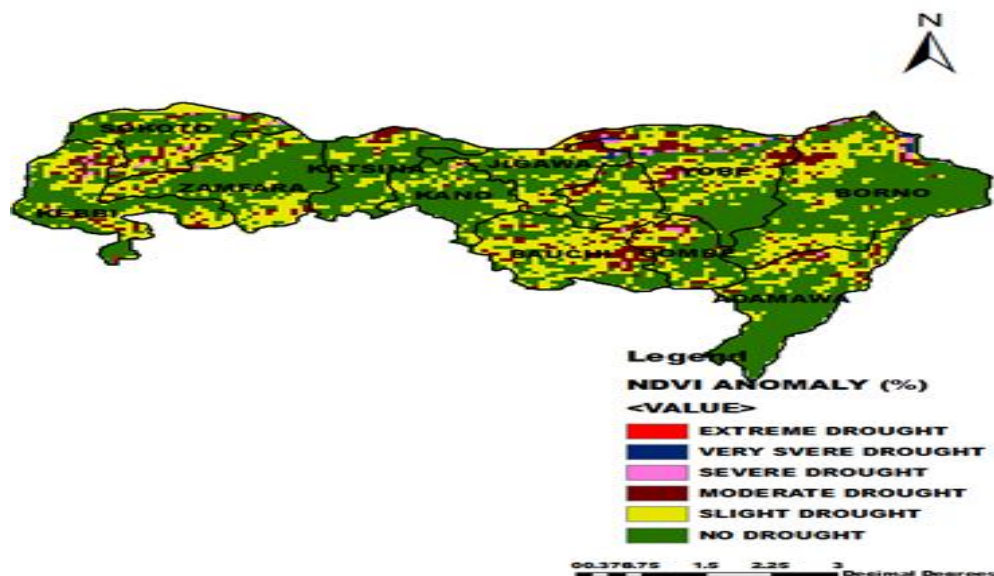 N
SOKOTO
KATSINA
JIGAWA
YOBE
ZAMFARA
KANO
BORNO
KEBBI
BAUCHI
GOMBE
ADAMAWA
Legend
NDVI ANOMALY (%)
<VALUE>
EXTREME DROUGHT
VERY SVERE DROUGHT
SEVERE DROUGHT
MODERATE DROUGHT
SLIGHT DROUGHT
NO DROUGHT
1.5 2.25 3
Decimal Degrees